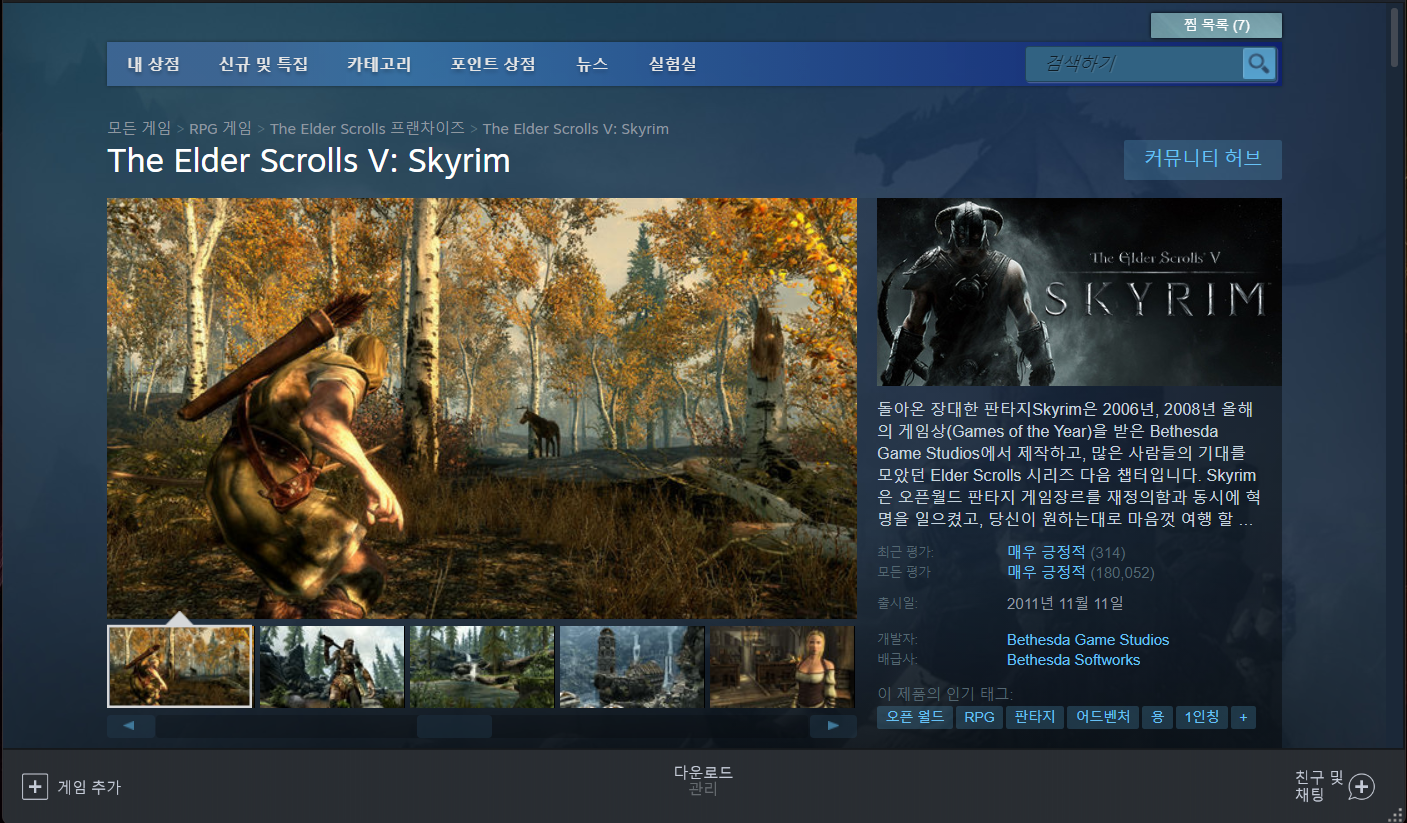 찜 목록 (7)
내 상점 신규 및 특집 카테고리 포인트 상점 뉴스 실험실 검색하기
모든 게임 > RPG 게임 > The Elder Scrolls 프랜차이즈 > The Elder Scrolls V: Skyrim
The Elder Scrolls V: Skyrim
커뮤니티 허브
The Elder Scrolls V
SKYRIM
돌아온 장대한 판타지Skyrim은 2006년, 2008년 올해
의 게임상(Games of the Year)을 받은 Bethesda
Game Studios에서 제작하고, 많은 사람들의 기대를
모았던 Elder Scrolls 시리즈 다음 챕터입니다. Skyrim
은 오픈월드 판타지 게임장르를 재정의함과 동시에 혁
명을 일으켰고, 당신이 원하는대로 마음껏 여행 할 ...
최근 평가: 매우 긍정적 (314)
모든 평가 매우 긍정적 (180,052)
출시일: 2011년 11월 11일
개발자: Bethesda Game Studios
배급사: Bethesda Softworks
이 제품의 인기 태그:
오픈 월드 RPG 판타지 어드벤처 용 1인칭 +
게임 추가
다운로드
관리
친구 및
채팅